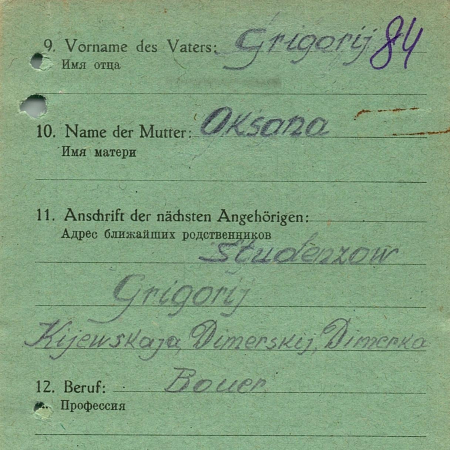 9. Vorname des Vaters: Grigorij 84
Имя отца
10. Name der Mutter: Oksana
Имя матери
11. Anschrift der nächsten Angehörigen:
Адрес ближайших родственников
Studenzow
Grigorij
Kijewskaja, Dimerskij, Dimerka
12. Beruf: Bauer
Профессия